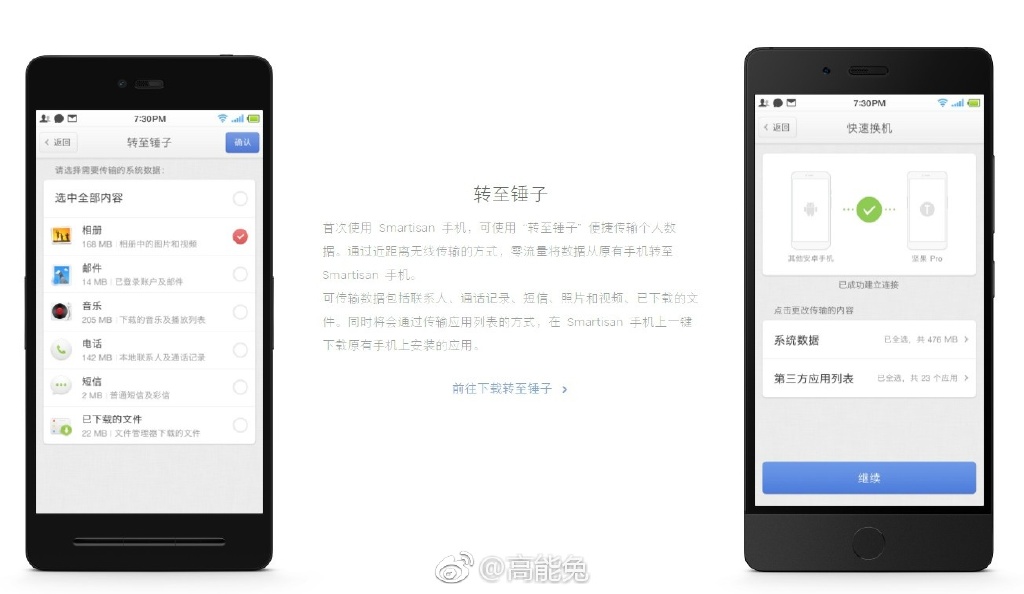 7:30PM
返回
转至锤子
确认
请选择需要传输的系统数据：
选中全部内容
相册
168 MB | 相册中的图片和视频
邮件
14 MB | 已登录账户及邮件
音乐
205 MB | 下载的音乐及播放列表
电话
142 MB | 本地联系人及通话记录
短信
2 MB | 普通短信及彩信
已下载的文件
22 MB | 文件管理器下载的文件
转至锤子
首次使用 Smartisan 手机，可使用“转至锤子”便捷传输个人数
据。通过近距离无线传输的方式，零流量将数据从原有手机转至
Smartisan 手机。
可传输数据包括联系人、通话记录、短信、照片和视频、已下载的文
件。同时将会通过传输应用列表的方式，在 Smartisan 手机上一键
下载原有手机上安装的应用。
前往下载转至锤子
7:30PM
返回
快速换机
其他安卓手机
坚果 Pro
已成功建立连接
点击更改传输的内容
系统数据
已全选，共 476 MB
第三方应用列表
已全选，共 23 个应用
继续
@高能兔